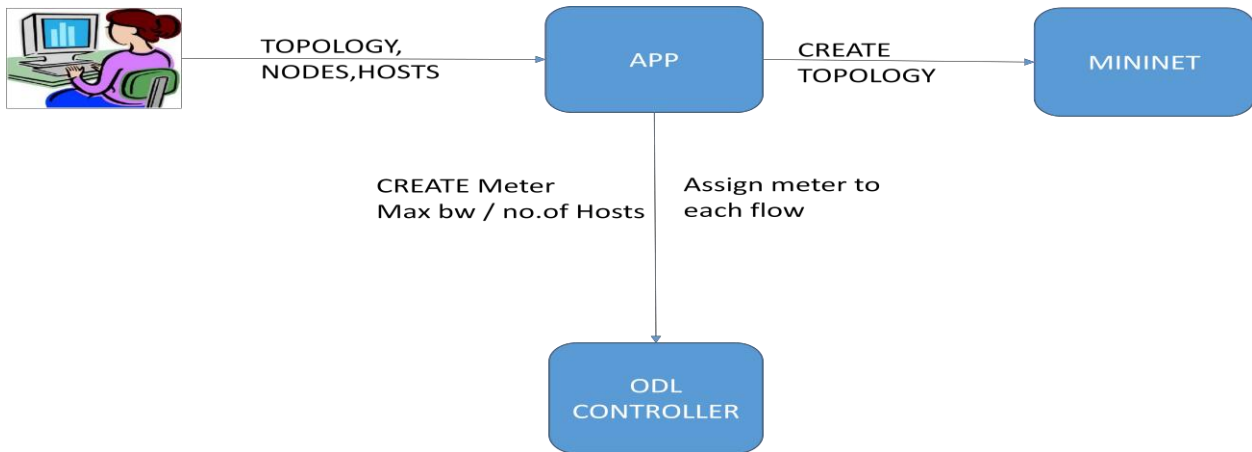 TOPOLOGY,
NODES,HOSTS
APP
CREATE
TOPOLOGY
MININET
CREATE Meter
Max bw / no.of Hosts
Assign meter to
each flow
ODL
CONTROLLER